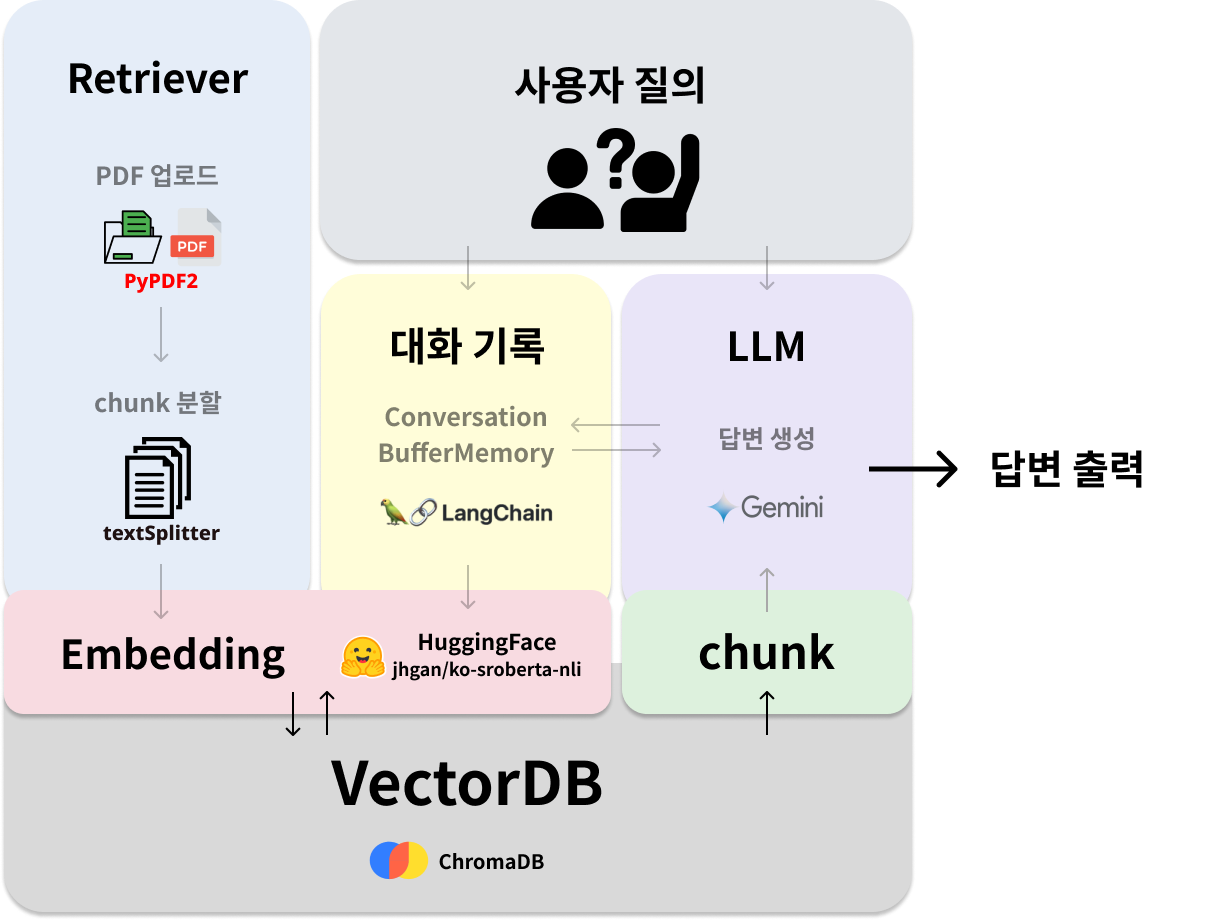 Retriever
PDF 업로드
PDF
PyPDF2
chunk 분할
textSplitter
사용자 질의
?
대화 기록
Conversation
BufferMemory
LangChain
LLM
답변 생성
Gemini
답변 출력
Embedding
HuggingFace
jhgan/ko-sroberta-nli
chunk
VectorDB
ChromaDB